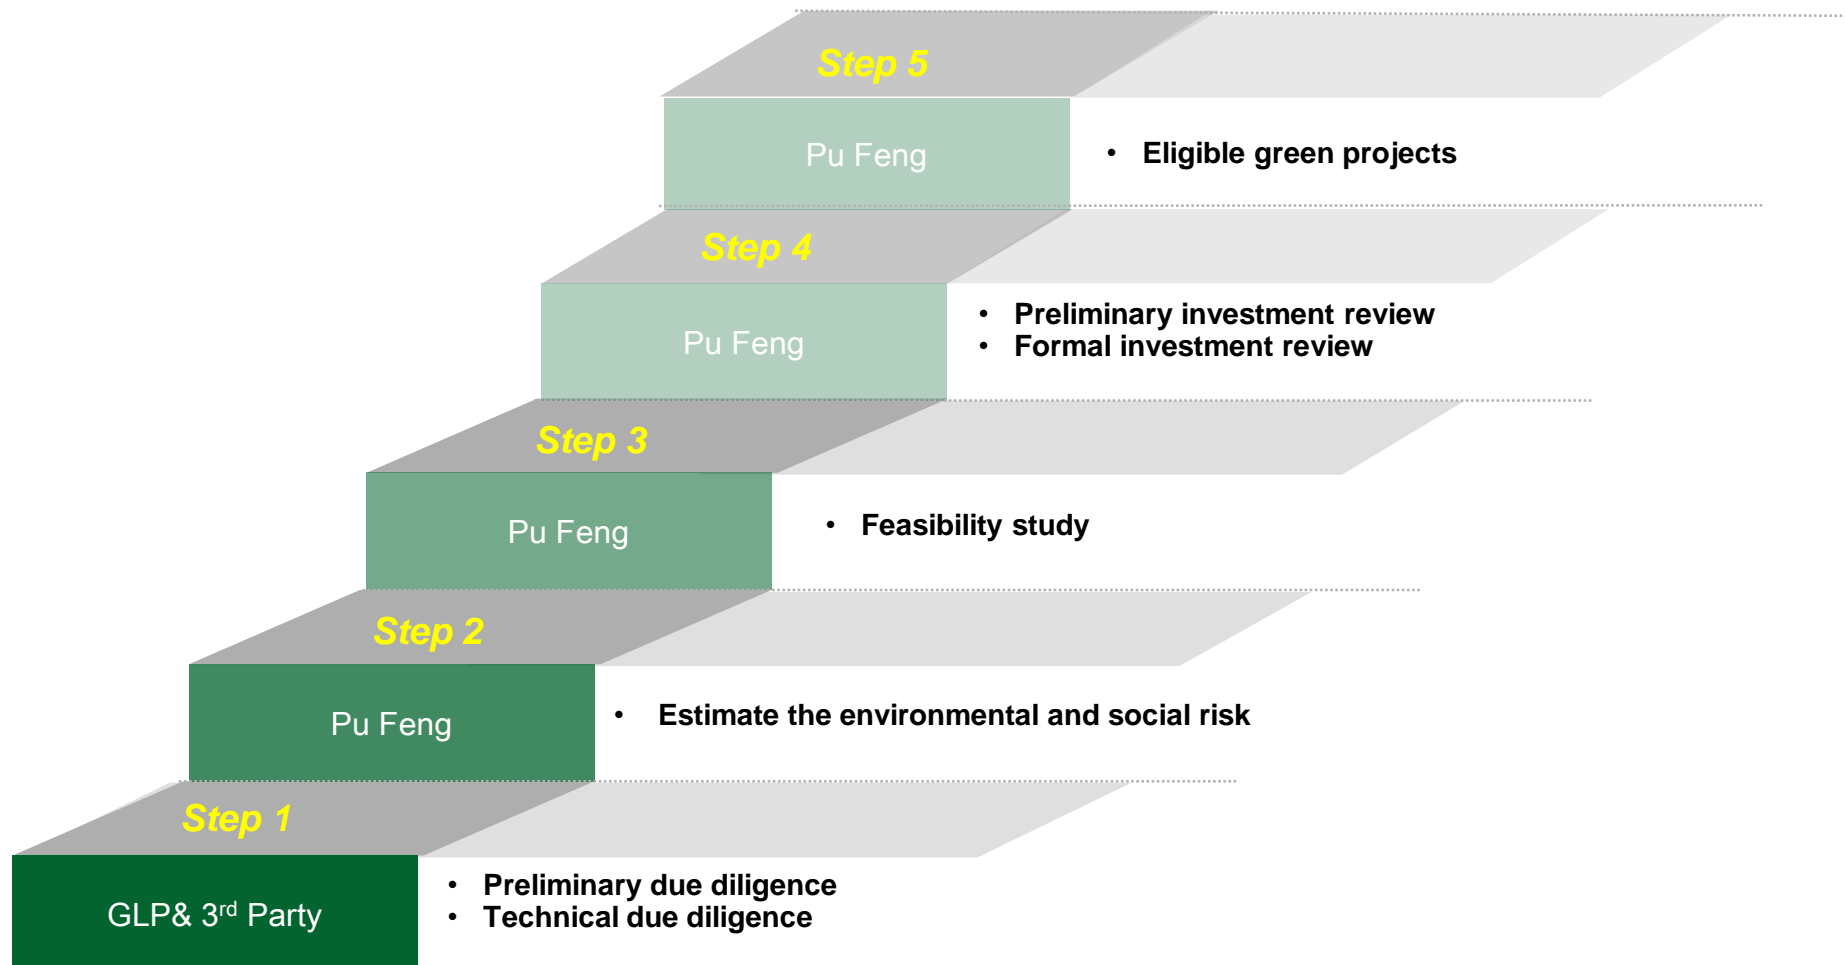 Step 5
Pu Feng
• Eligible green projects
Step 4
Pu Feng
• Preliminary investment review
• Formal investment review
Step 3
Pu Feng
• Feasibility study
Step 2
Pu Feng
• Estimate the environmental and social risk
Step 1
GLP& 3rd Party
• Preliminary due diligence
• Technical due diligence